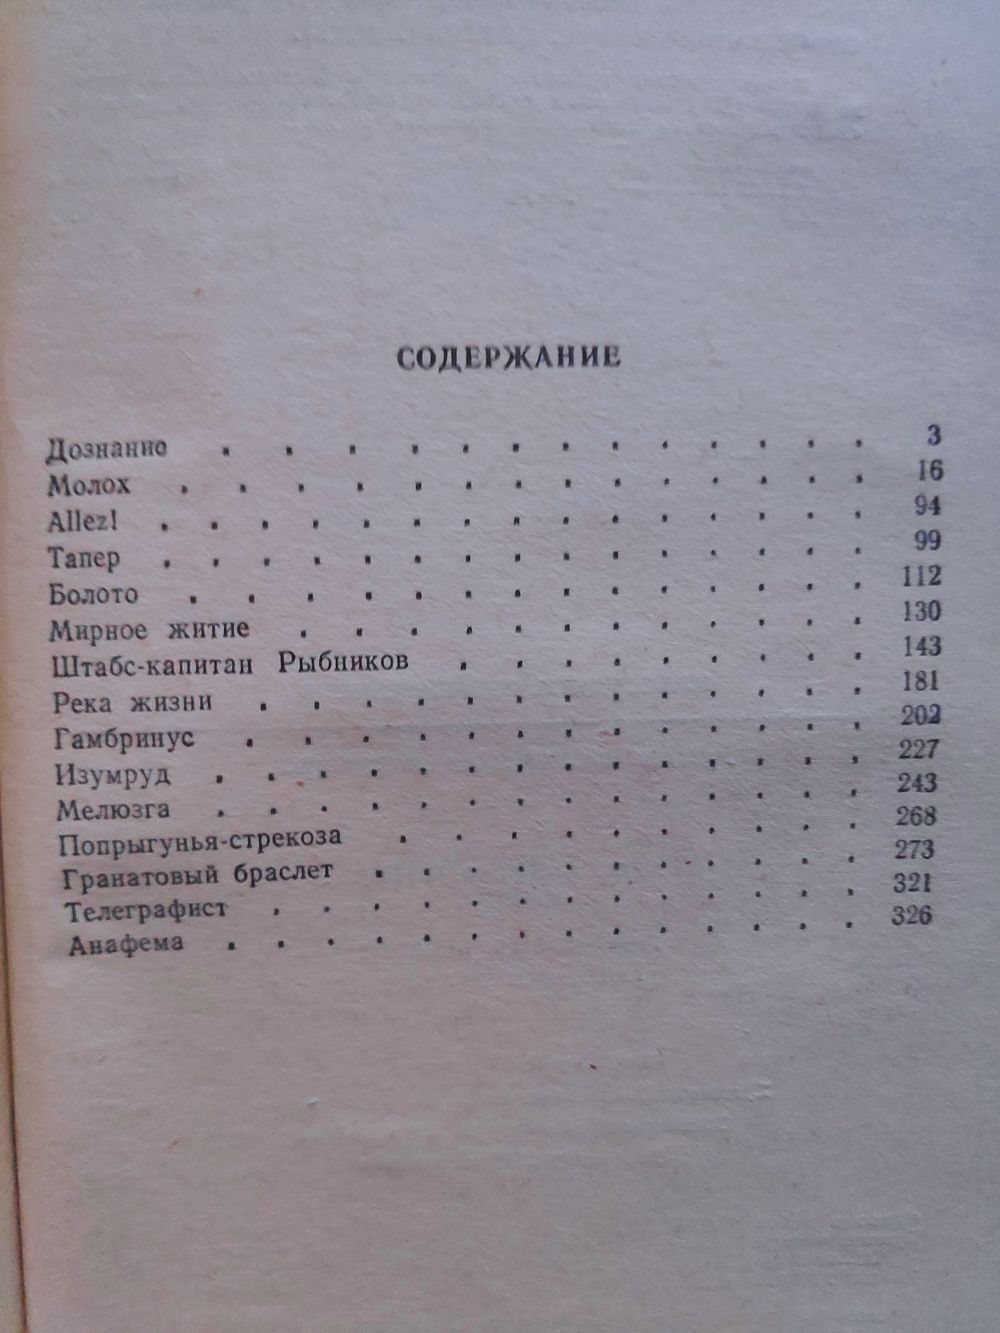 СОДЕРЖАНИЕ
Дознание . . . . . . . . . . . . . 3
Молох . . . . . . . . . . . . . . 16
Allez! . . . . . . . . . . . . . . . 94
Тапер . . . . . . . . . . . . . . . 99
Болото . . . . . . . . . . . . . . 112
Мирное житие . . . . . . . . . . . . 130
Штабс-капитан Рыбников . . . . . . . . . 143
Река жизни . . . . . . . . . . . . . 181
Гамбринус . . . . . . . . . . . . . 202
Изумруд . . . . . . . . . . . . . . 227
Мелюзга . . . . . . . . . . . . . . 243
Попрыгунья-стрекоза . . . . . . . . . . 268
Гранатовый браслет . . . . . . . . . . . 273
Телеграфист . . . . . . . . . . . . . 321
Анафема . . . . . . . . . . . . . . 326